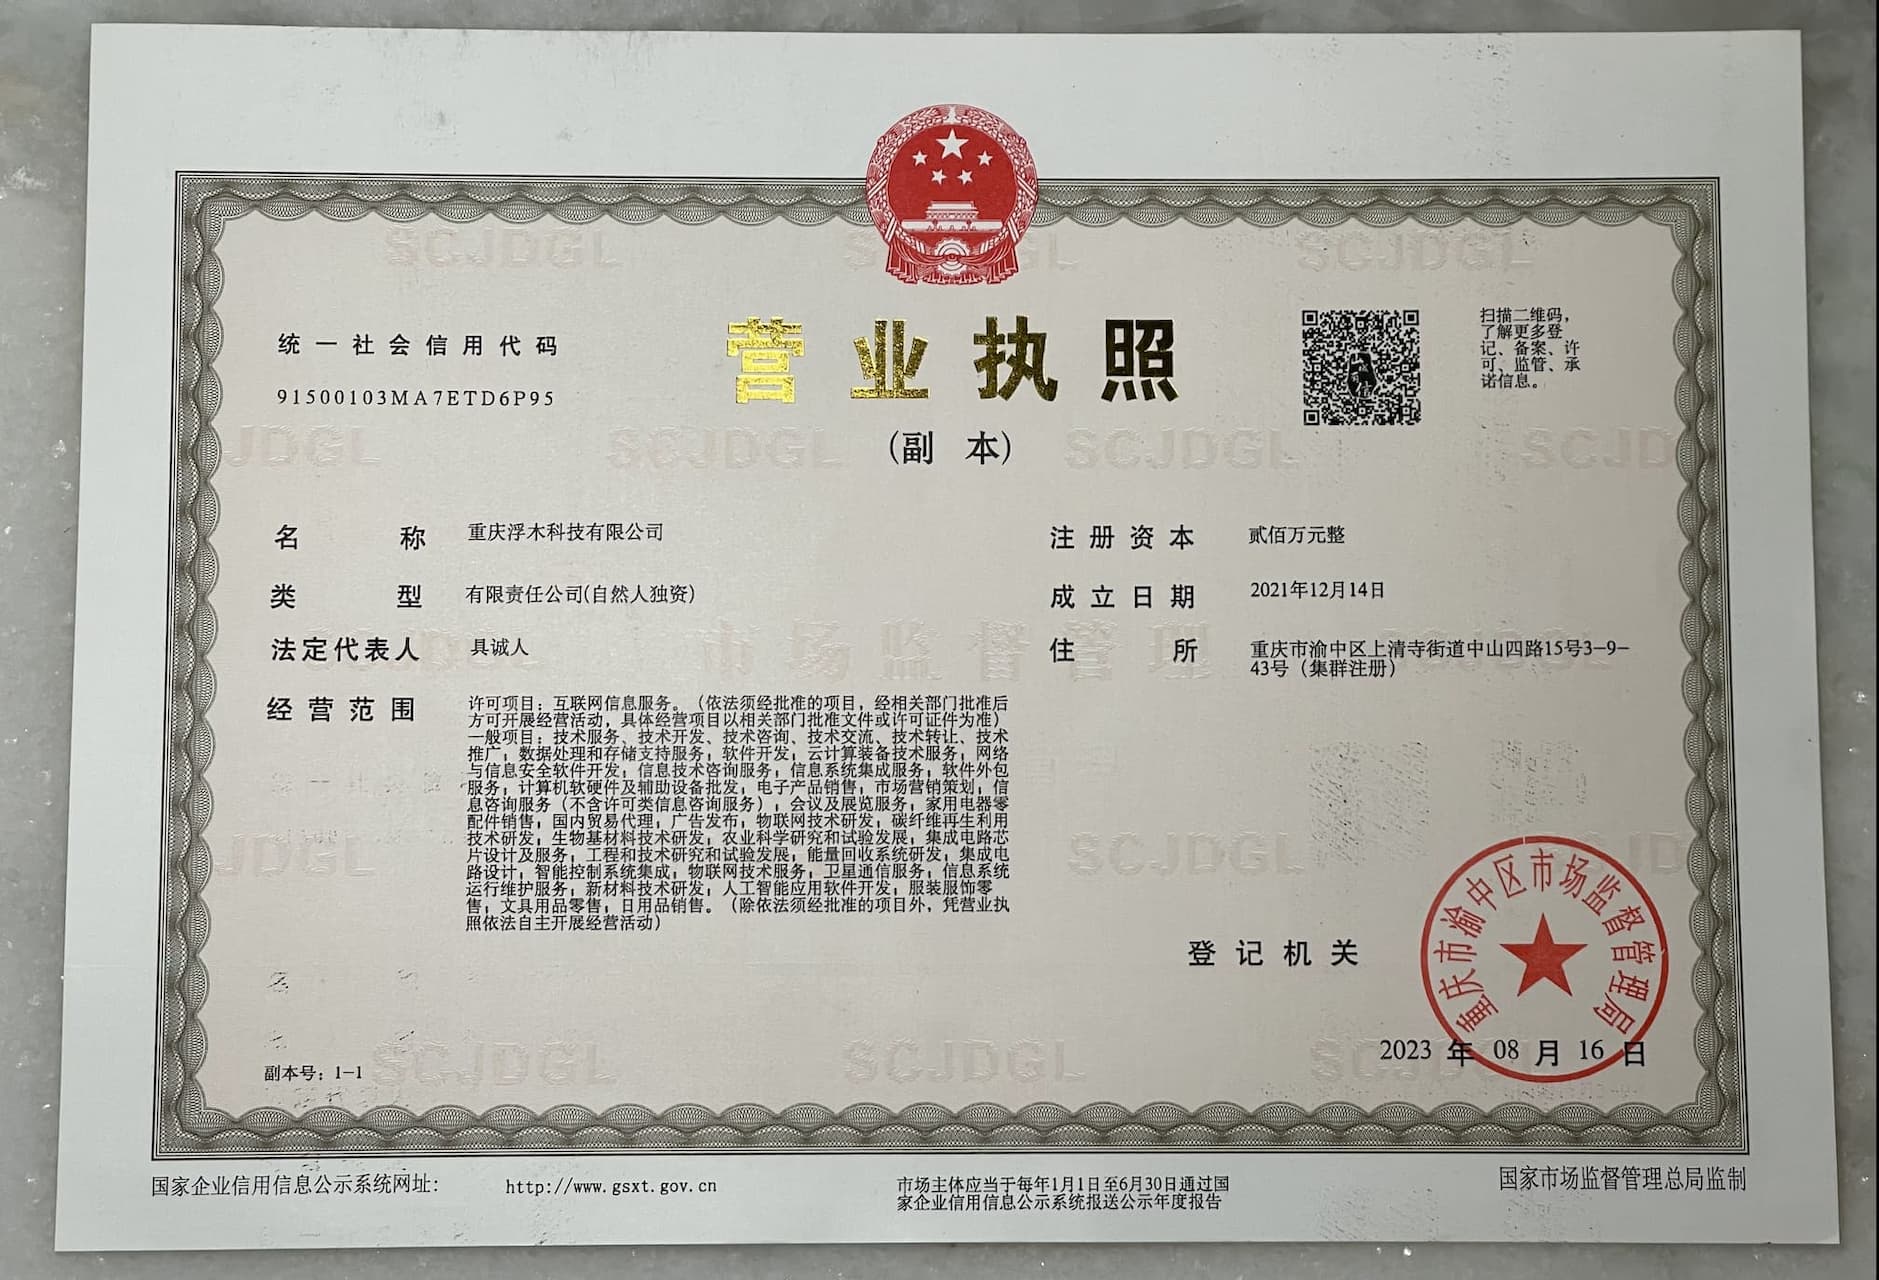 统一社会信用代码
91500103MA7ETD6P95
营业执照
(副 本)
扫描二维码，
了解更多登
记、备案、许
可、监管、承
诺信息。
名 称 重庆浮木科技有限公司
类 型 有限责任公司(自然人独资)
法定代表人 具诚人
经营范围 许可项目：互联网信息服务。（依法须经批准的项目，经相关部门批准后
方可开展经营活动，具体经营项目以相关部门批准文件或许可证件为准）
一般项目：技术服务、技术开发、技术咨询、技术交流、技术转让、技术
推广；数据处理和存储支持服务；软件开发；云计算装备技术服务；网络
与信息安全软件开发；信息技术咨询服务；信息系统集成服务；软件外包
服务；计算机软硬件及辅助设备批发；电子产品销售；市场营销策划；信
息咨询服务（不含许可类信息咨询服务）；会议及展览服务；家用电器零
配件销售；国内贸易代理；广告发布；物联网技术研发；碳纤维再生利用
技术研发；生物基材料技术研发；农业科学研究和试验发展；集成电路芯
片设计及服务；工程和技术研究和试验发展；能量回收系统研发；集成电
路设计；智能控制系统集成；物联网技术服务；卫星通信服务；信息系统
运行维护服务；新材料技术研发；人工智能应用软件开发；服装服饰零
售；文具用品零售；日用品销售。（除依法须经批准的项目外，凭营业执
照依法自主开展经营活动）
注册资本 贰佰万元整
成立日期 2021年12月14日
住 所 重庆市渝中区上清寺街道中山四路15号3-9-
43号（集群注册）
登记机关
重庆市渝中区市场监督管理局
2023 年 08 月 16 日
副本号：1-1
国家企业信用信息公示系统网址: http://www.gsxt.gov.cn
市场主体应当于每年1月1日至6月30日通过国
家企业信用信息公示系统报送公示年度报告
国家市场监督管理总局监制
SCJDGL
市场监督管理